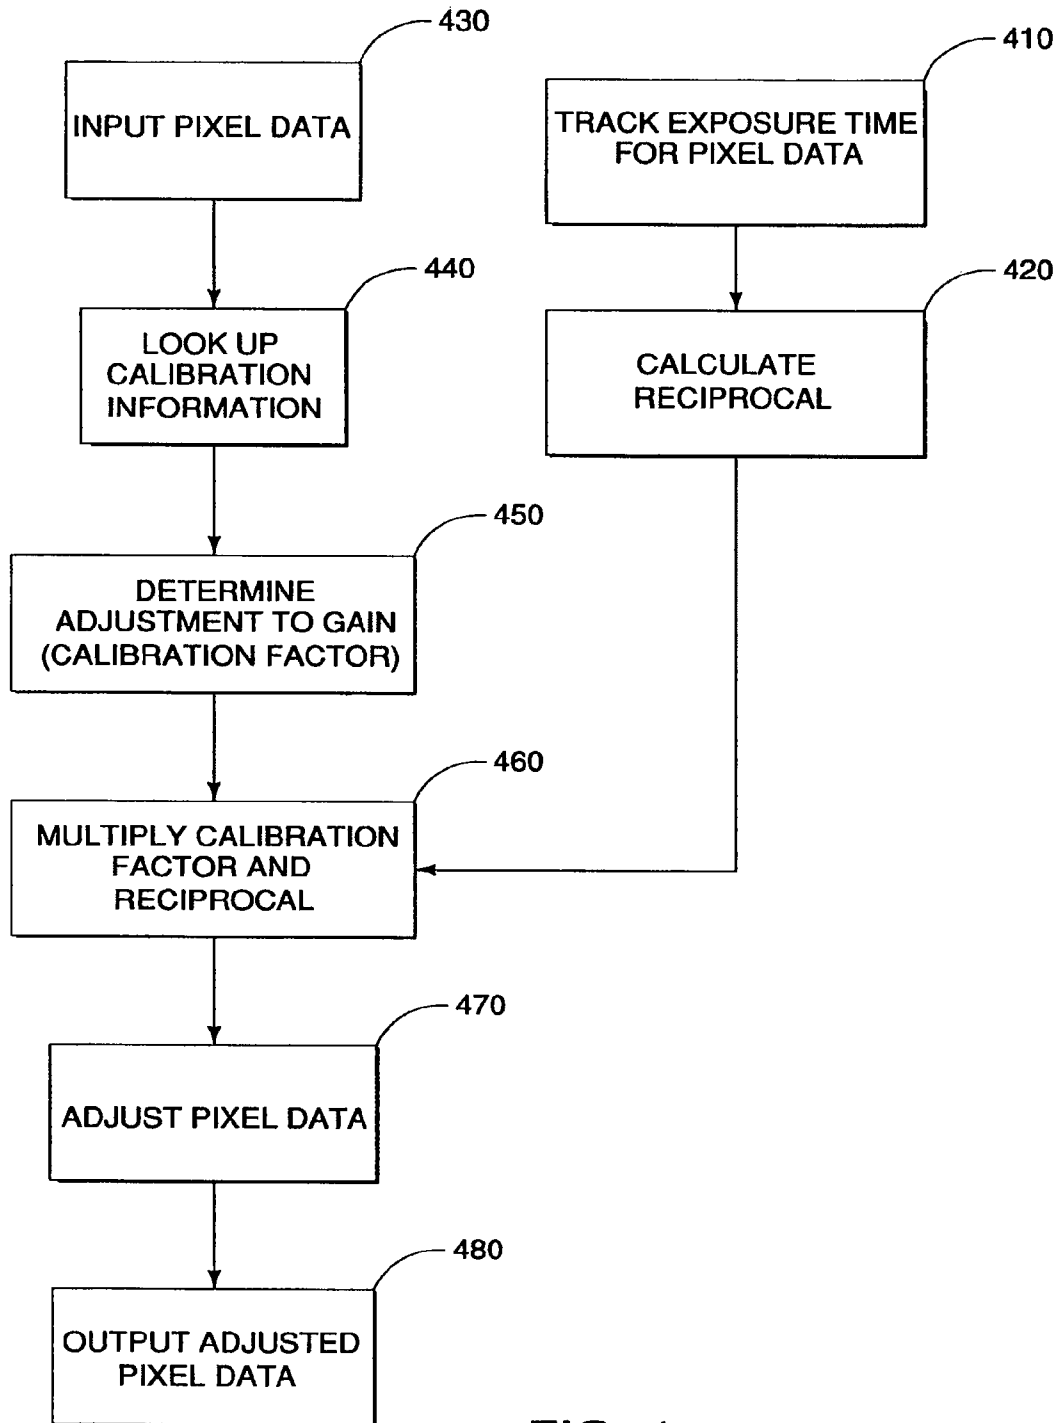 430
INPUT PIXEL DATA
410
TRACK EXPOSURE TIME
FOR PIXEL DATA
440
LOOK UP
CALIBRATION
INFORMATION
420
CALCULATE
RECIPROCAL
450
DETERMINE
ADJUSTMENT TO GAIN
(CALIBRATION FACTOR)
460
MULTIPLY CALIBRATION
FACTOR AND
RECIPROCAL
470
ADJUST PIXEL DATA
480
OUTPUT ADJUSTED
PIXEL DATA